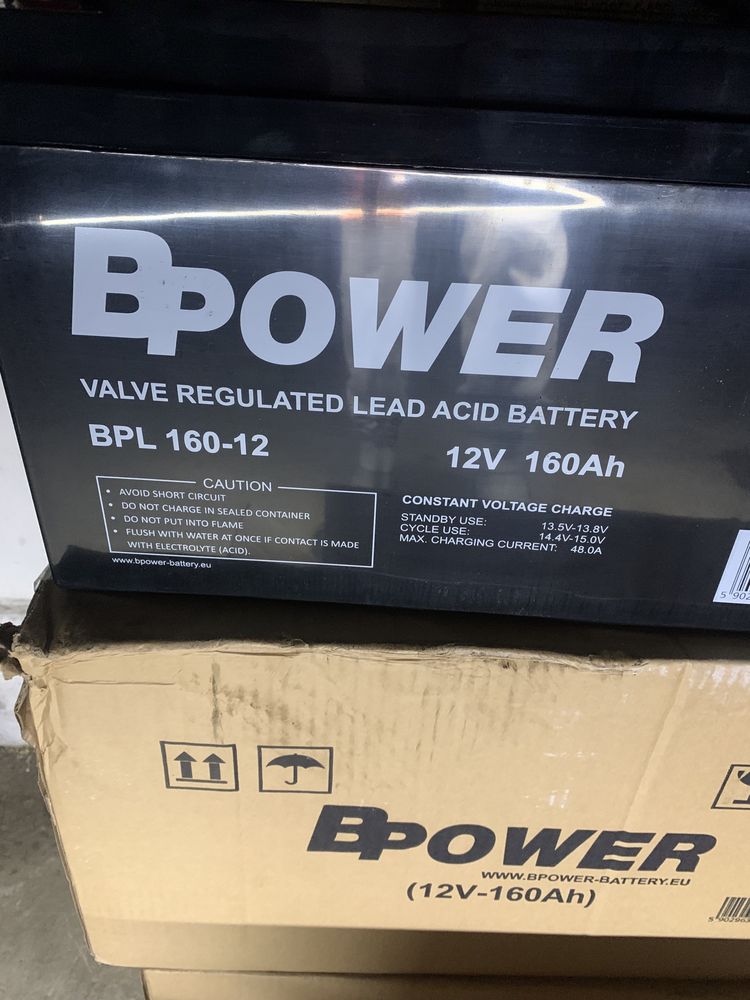 BPOWER
VALVE REGULATED LEAD ACID BATTERY
BPL 160-12
12V 160Ah
CAUTION
• AVOID SHORT CIRCUIT
• DO NOT CHARGE IN SEALED CONTAINER
• DO NOT PUT INTO FLAME
• FLUSH WITH WATER AT ONCE IF CONTACT IS MADE
WITH ELECTROLYTE (ACID).
www.bpower-battery.eu
CONSTANT VOLTAGE CHARGE
STANDBY USE: 13.5V-13.8V
CYCLE USE: 14.4V-15.0V
MAX. CHARGING CURRENT: 48.0A
5 902
BPOWER
WWW.BPOWER-BATTERY.EU
(12V-160Ah)